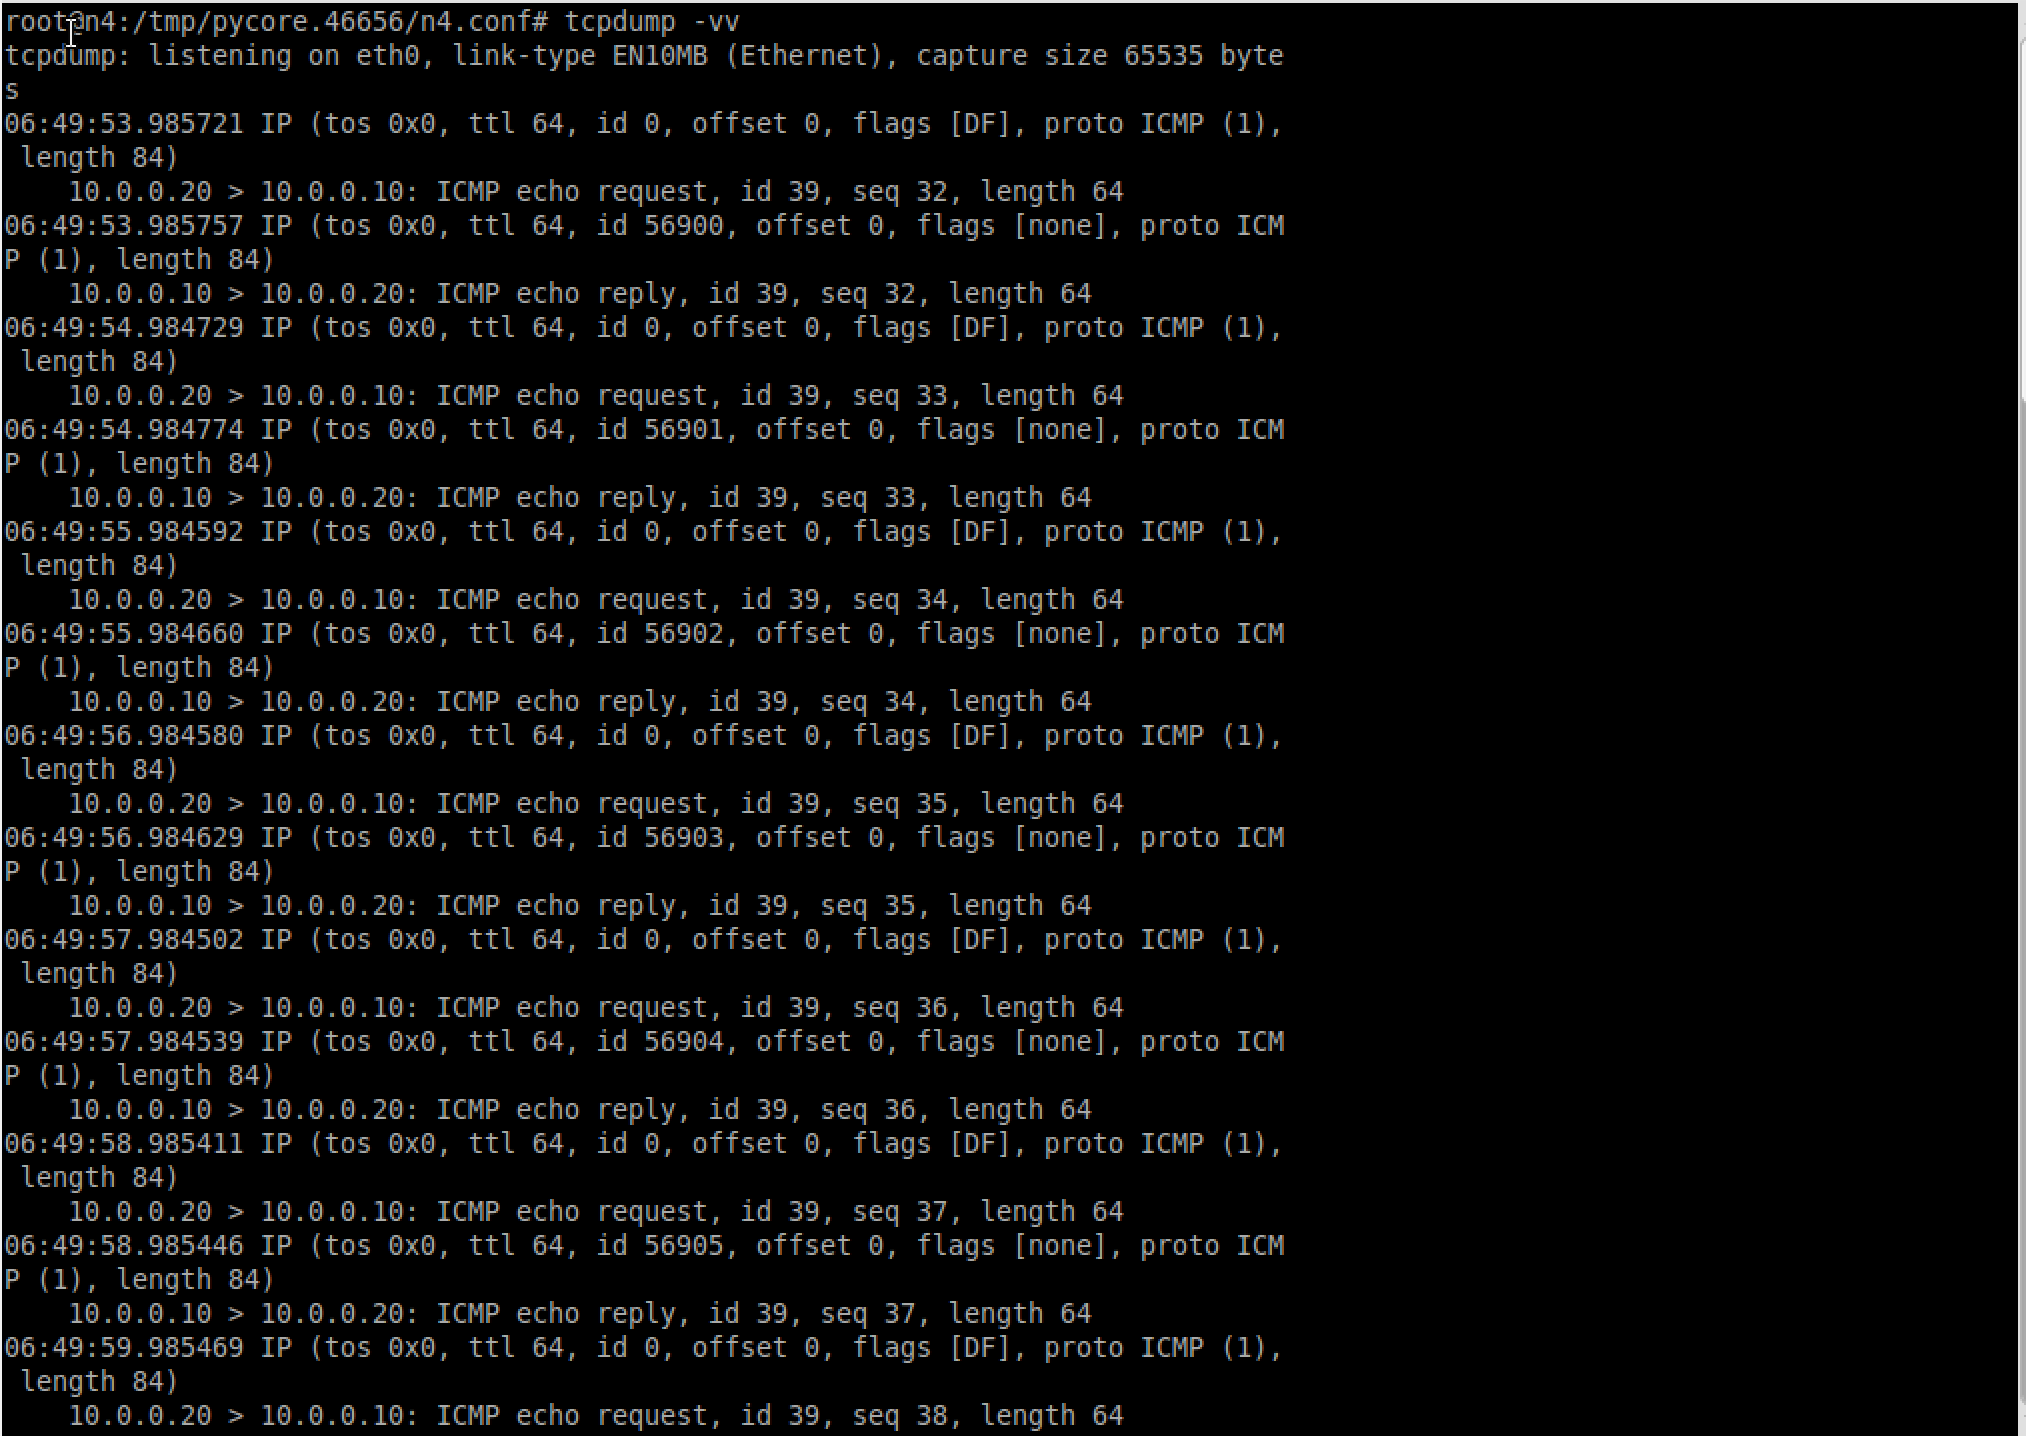 root@n4:/tmp/pycore.46656/n4.conf# tcpdump -vv
tcpdump: listening on eth0, link-type EN10MB (Ethernet), capture size 65535 byte
s
06:49:53.985721 IP (tos 0x0, ttl 64, id 0, offset 0, flags [DF], proto ICMP (1),
 length 84)
    10.0.0.20 > 10.0.0.10: ICMP echo request, id 39, seq 32, length 64
06:49:53.985757 IP (tos 0x0, ttl 64, id 56900, offset 0, flags [none], proto ICM
P (1), length 84)
    10.0.0.10 > 10.0.0.20: ICMP echo reply, id 39, seq 32, length 64
06:49:54.984729 IP (tos 0x0, ttl 64, id 0, offset 0, flags [DF], proto ICMP (1),
 length 84)
    10.0.0.20 > 10.0.0.10: ICMP echo request, id 39, seq 33, length 64
06:49:54.984774 IP (tos 0x0, ttl 64, id 56901, offset 0, flags [none], proto ICM
P (1), length 84)
    10.0.0.10 > 10.0.0.20: ICMP echo reply, id 39, seq 33, length 64
06:49:55.984592 IP (tos 0x0, ttl 64, id 0, offset 0, flags [DF], proto ICMP (1),
 length 84)
    10.0.0.20 > 10.0.0.10: ICMP echo request, id 39, seq 34, length 64
06:49:55.984660 IP (tos 0x0, ttl 64, id 56902, offset 0, flags [none], proto ICM
P (1), length 84)
    10.0.0.10 > 10.0.0.20: ICMP echo reply, id 39, seq 34, length 64
06:49:56.984580 IP (tos 0x0, ttl 64, id 0, offset 0, flags [DF], proto ICMP (1),
 length 84)
    10.0.0.20 > 10.0.0.10: ICMP echo request, id 39, seq 35, length 64
06:49:56.984629 IP (tos 0x0, ttl 64, id 56903, offset 0, flags [none], proto ICM
P (1), length 84)
    10.0.0.10 > 10.0.0.20: ICMP echo reply, id 39, seq 35, length 64
06:49:57.984502 IP (tos 0x0, ttl 64, id 0, offset 0, flags [DF], proto ICMP (1),
 length 84)
    10.0.0.20 > 10.0.0.10: ICMP echo request, id 39, seq 36, length 64
06:49:57.984539 IP (tos 0x0, ttl 64, id 56904, offset 0, flags [none], proto ICM
P (1), length 84)
    10.0.0.10 > 10.0.0.20: ICMP echo reply, id 39, seq 36, length 64
06:49:58.985411 IP (tos 0x0, ttl 64, id 0, offset 0, flags [DF], proto ICMP (1),
 length 84)
    10.0.0.20 > 10.0.0.10: ICMP echo request, id 39, seq 37, length 64
06:49:58.985446 IP (tos 0x0, ttl 64, id 56905, offset 0, flags [none], proto ICM
P (1), length 84)
    10.0.0.10 > 10.0.0.20: ICMP echo reply, id 39, seq 37, length 64
06:49:59.985469 IP (tos 0x0, ttl 64, id 0, offset 0, flags [DF], proto ICMP (1),
 length 84)
    10.0.0.20 > 10.0.0.10: ICMP echo request, id 39, seq 38, length 64